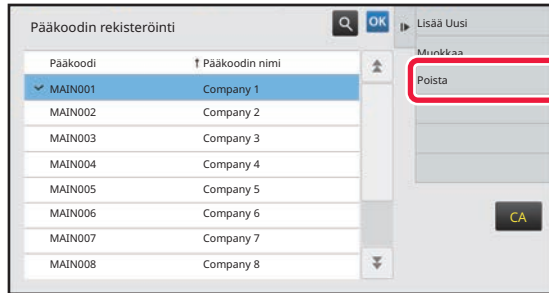 Pääkoodin rekisteröinti
OK
Pääkoodi ↑ Pääkoodin nimi
MAIN001 Company 1
MAIN002 Company 2
MAIN003 Company 3
MAIN004 Company 4
MAIN005 Company 5
MAIN006 Company 6
MAIN007 Company 7
MAIN008 Company 8
Lisää Uusi
Muokkaa
Poista
CA